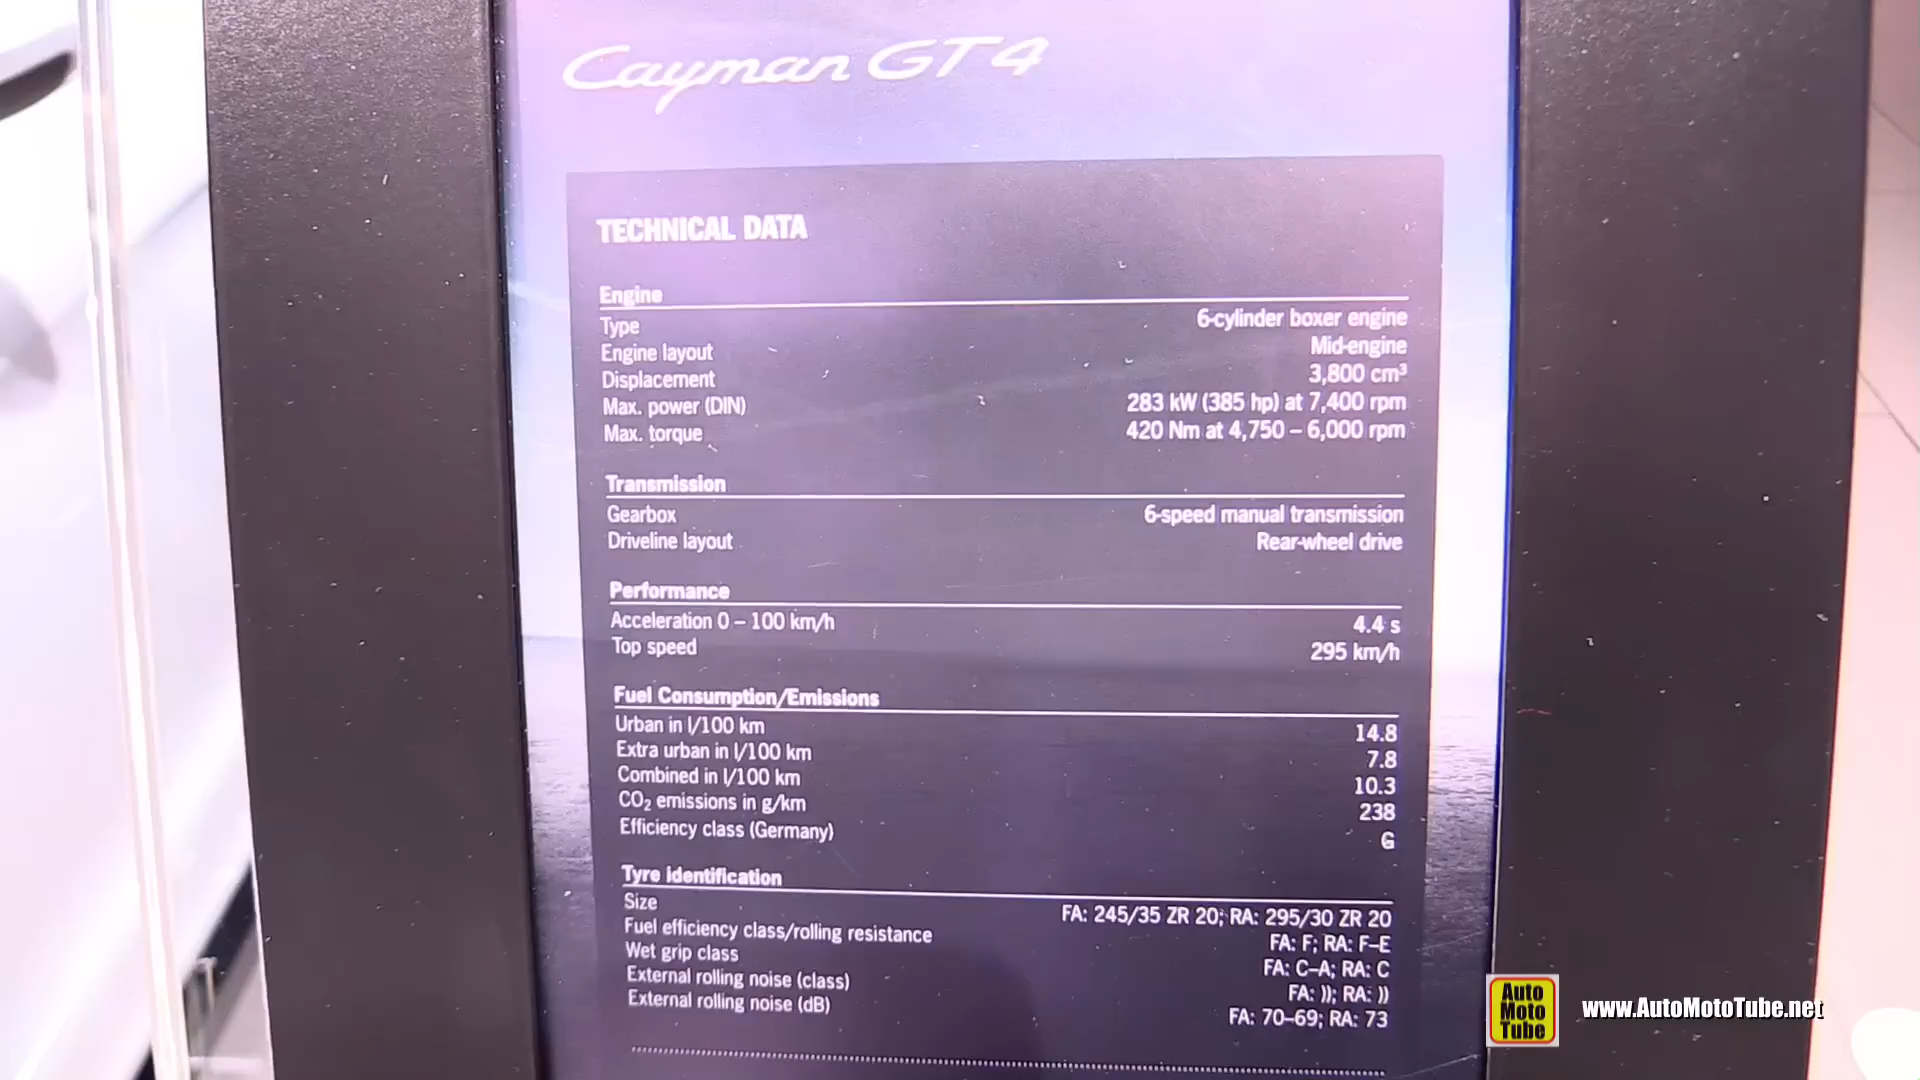 Cayman GT4
TECHNICAL DATA
Engine
Type 6-cylinder boxer engine
Engine layout Mid-engine
Displacement 3,800 cm³
Max. power (DIN) 283 kW (385 hp) at 7,400 rpm
Max. torque 420 Nm at 4,750 – 6,000 rpm
Transmission
Gearbox 6-speed manual transmission
Driveline layout Rear-wheel drive
Performance
Acceleration 0 – 100 km/h 4.4 s
Top speed 295 km/h
Fuel Consumption/Emissions
Urban in l/100 km 14.8
Extra urban in l/100 km 7.8
Combined in l/100 km 10.3
CO₂ emissions in g/km 238
Efficiency class (Germany) G
Tyre identification
Size FA: 245/35 ZR 20; RA: 295/30 ZR 20
Fuel efficiency class/rolling resistance FA: F; RA: F–E
Wet grip class FA: C–A; RA: C
External rolling noise (class) FA: )); RA: ))
External rolling noise (dB) FA: 70–69; RA: 73
Auto
Moto
Tube
www.AutoMotoTube.net